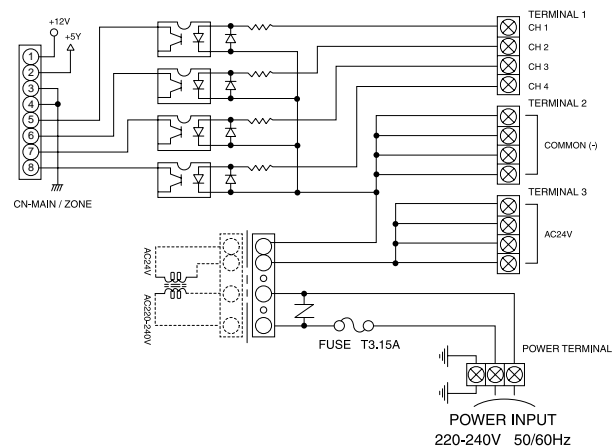 +12V
+5Y
1
2
3
4
5
6
7
8
CN-MAIN / ZONE
TERMINAL 1
CH 1
CH 2
CH 3
CH 4
TERMINAL 2
COMMON (-)
TERMINAL 3
AC24V
AC24V
AC220-240V
FUSE T3.15A
POWER TERMINAL
POWER INPUT
220-240V 50/60Hz